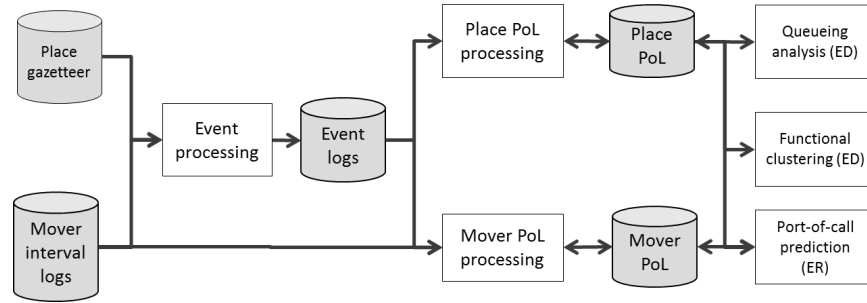 Place
gazetteer
Mover
interval
logs
Event
processing
Event
logs
Place PoL
processing
Mover PoL
processing
Place
PoL
Mover
PoL
Queueing
analysis (ED)
Functional
clustering (ED)
Port-of-call
prediction
(ER)